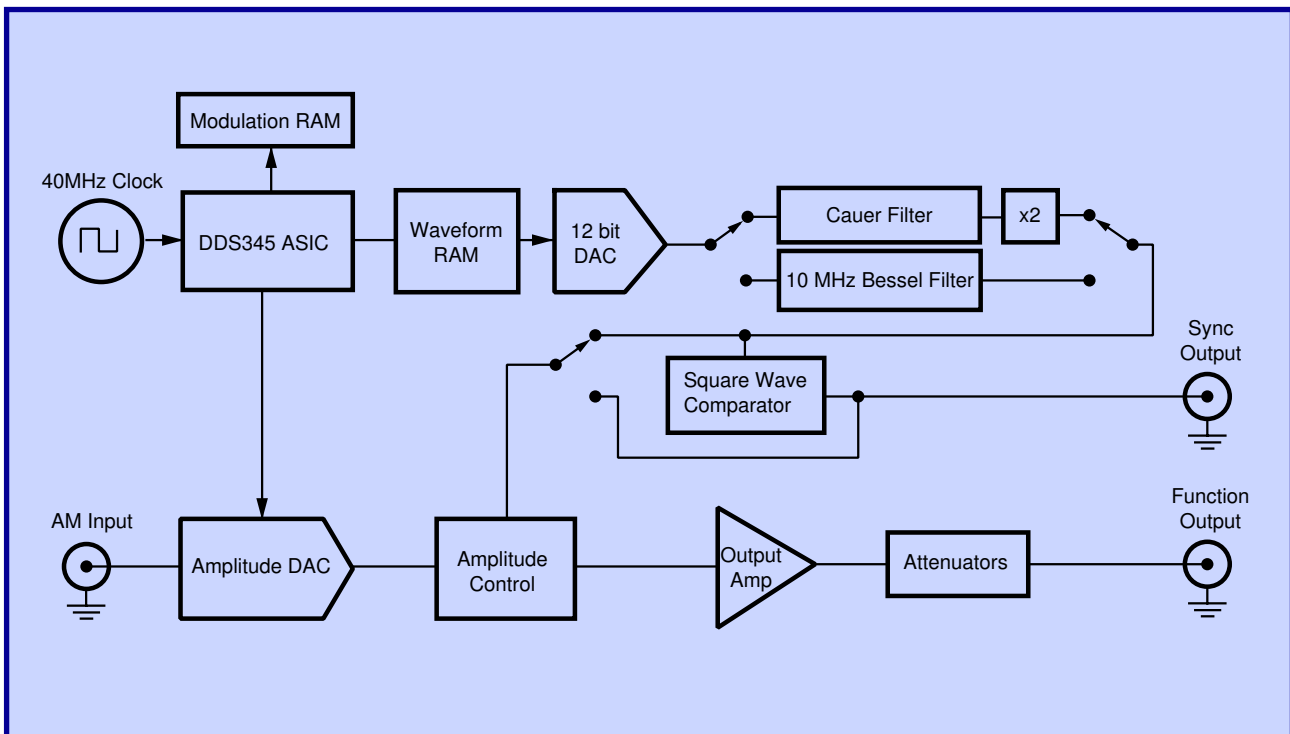 Modulation RAM
40MHz Clock
DDS345 ASIC
Waveform
RAM
12 bit
DAC
Cauer Filter
x2
10 MHz Bessel Filter
Sync
Output
Square Wave
Comparator
Function
Output
AM Input
Amplitude DAC
Amplitude
Control
Output
Amp
Attenuators